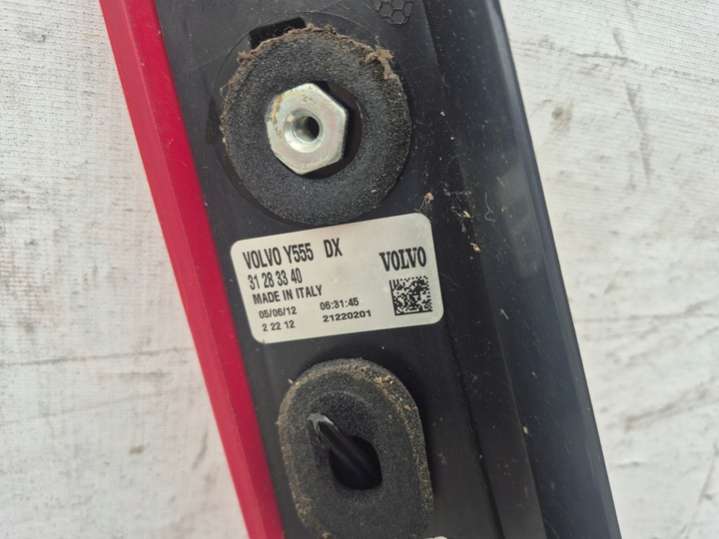 VOLVO Y555 DX
VOLVO
31 28 33 40
MADE IN ITALY
05/06/12 06:31:45
2 22 12 21220201